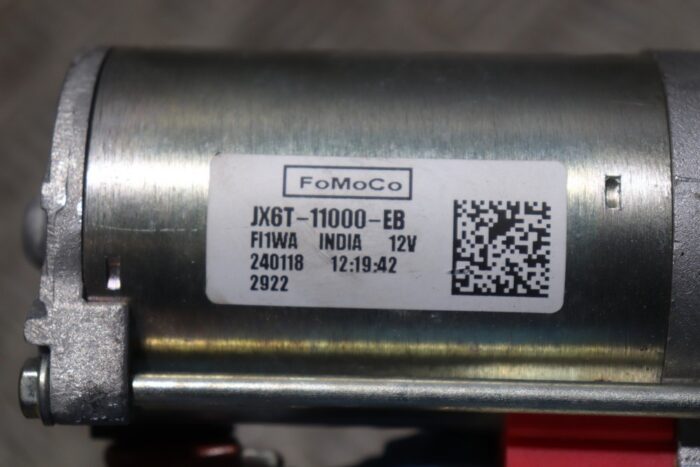 FoMoCo
JX6T-11000-EB
FI1WA INDIA 12V
240118 12:19:42
2922